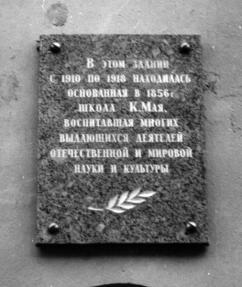 В ЭТОМ ЗДАНИИ
С 1910 ПО 1918 НАХОДИЛАСЬ
ОСНОВАННАЯ В 1856Г.
ШКОЛА К.МАЯ,
ВОСПИТАВШАЯ МНОГИХ
ВЫДАЮЩИХСЯ ДЕЯТЕЛЕЙ
ОТЕЧЕСТВЕННОЙ И МИРОВОЙ
НАУКИ И КУЛЬТУРЫ